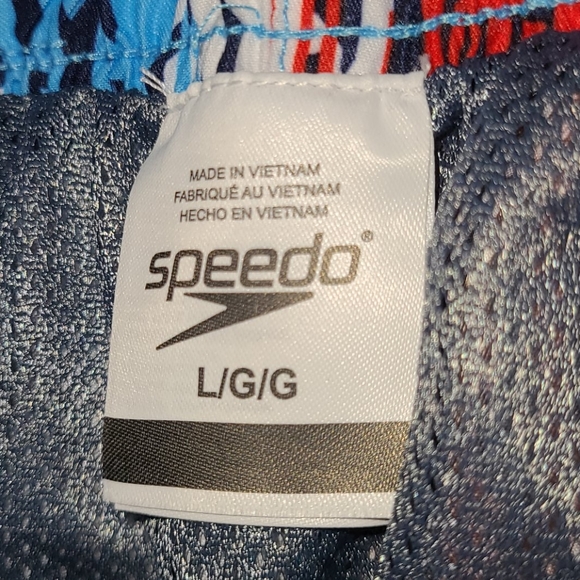 MADE IN VIETNAM
FABRIQUÉ AU VIETNAM
HECHO EN VIETNAM
speedo®
L/G/G